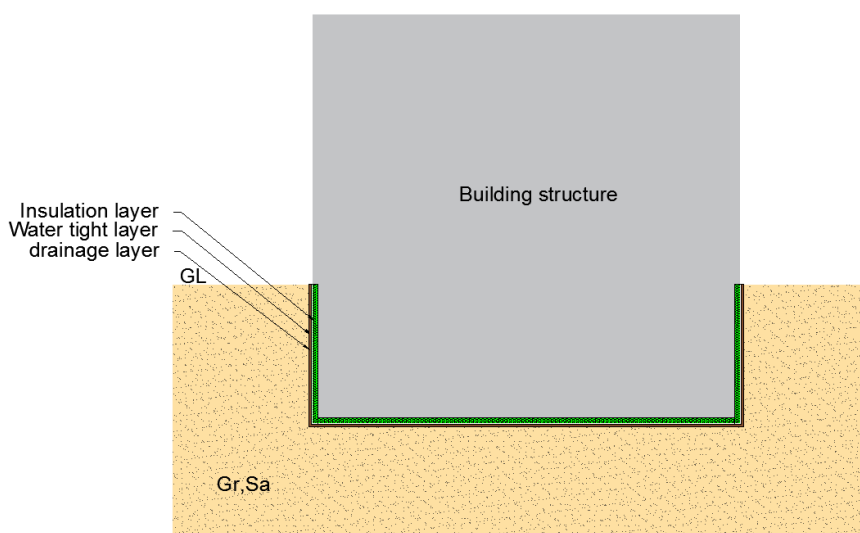 Building structure
Insulation layer
Water tight layer
drainage layer
GL
Gr,Sa